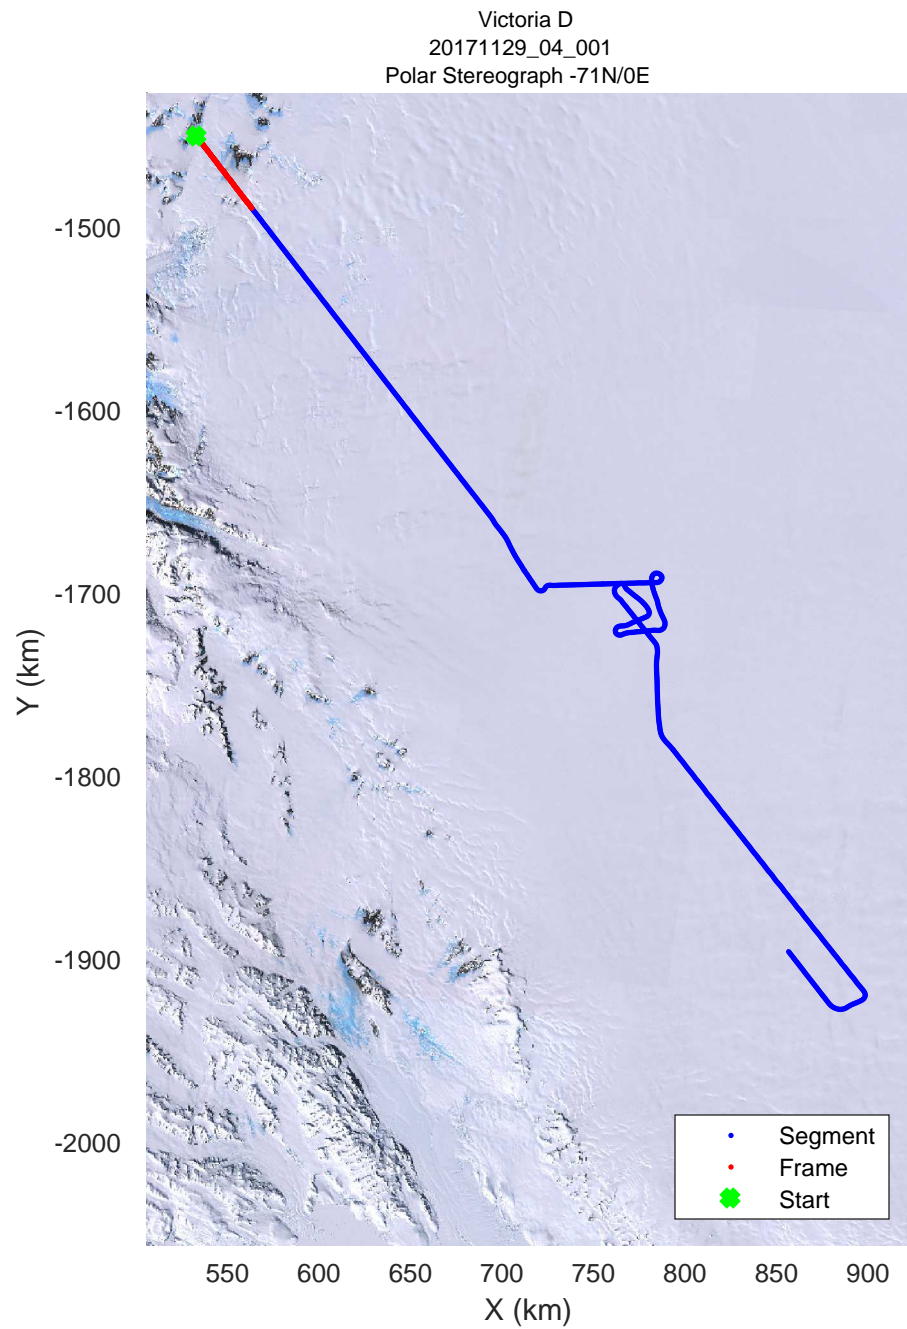 Victoria D
20171129_04_001
Polar Stereograph -71N/0E
-1500
-1600
-1700
-1800
-1900
-2000
Y (km)
550
600
650
700
750
800
850
900
X (km)
Segment
Frame
Start